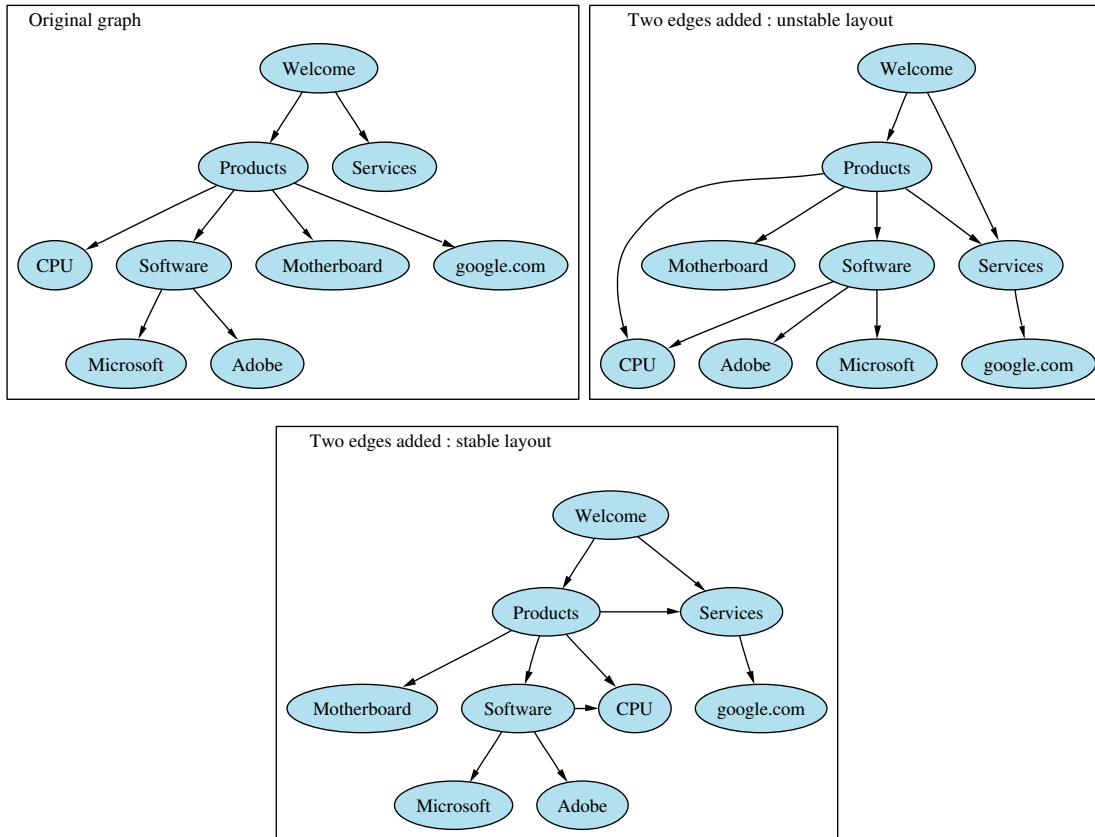 Original graph
Welcome
Products
Services
CPU
Software
Motherboard
google.com
Microsoft
Adobe
Two edges added : unstable layout
Welcome
Products
Motherboard
Software
Services
CPU
Adobe
Microsoft
google.com
Two edges added : stable layout
Welcome
Products
Services
Motherboard
Software
CPU
google.com
Microsoft
Adobe